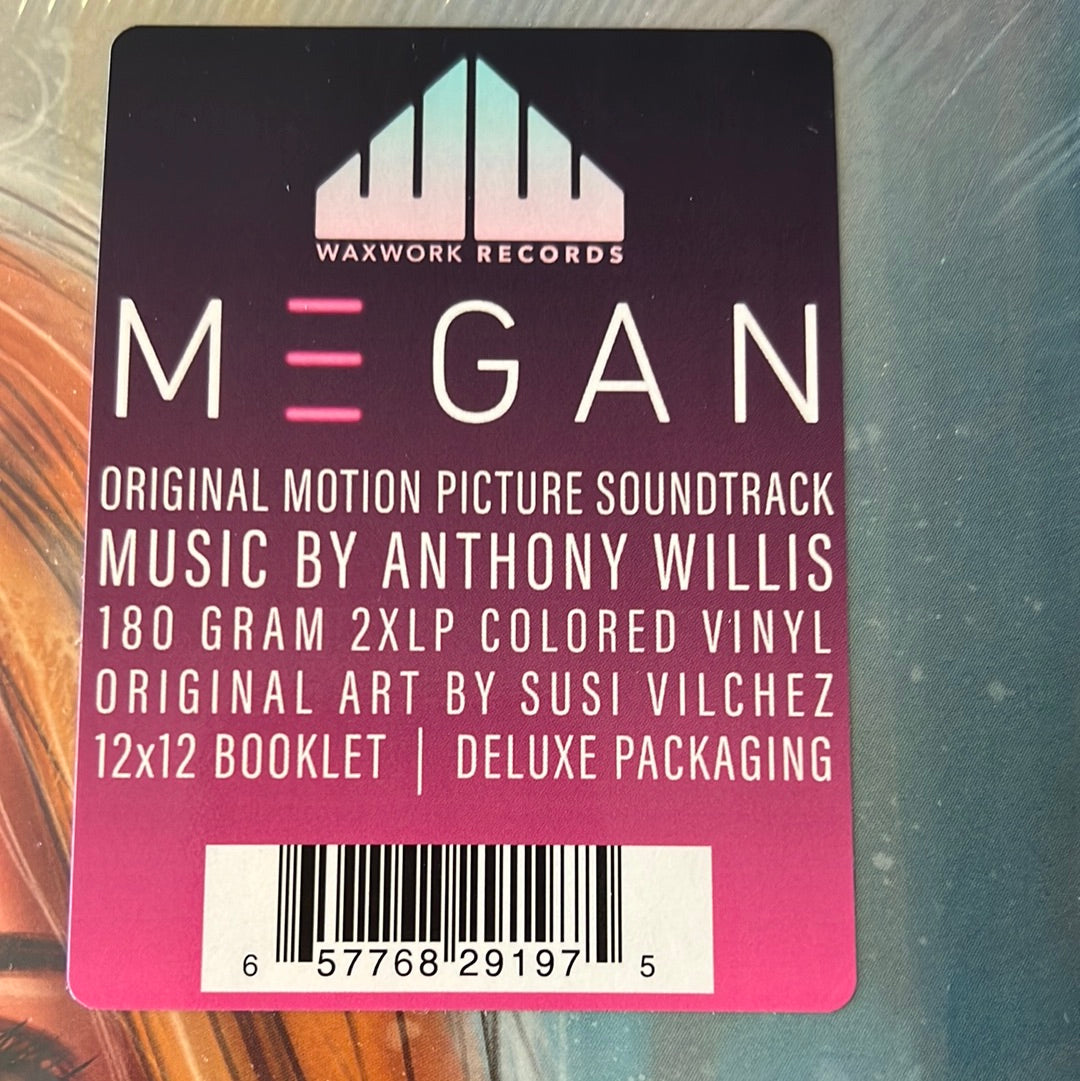 WAXWORK RECORDS
MEGAN
ORIGINAL MOTION PICTURE SOUNDTRACK
MUSIC BY ANTHONY WILLIS
180 GRAM 2XLP COLORED VINYL
ORIGINAL ART BY SUSI VILCHEZ
12x12 BOOKLET | DELUXE PACKAGING
6 57768 29197 5